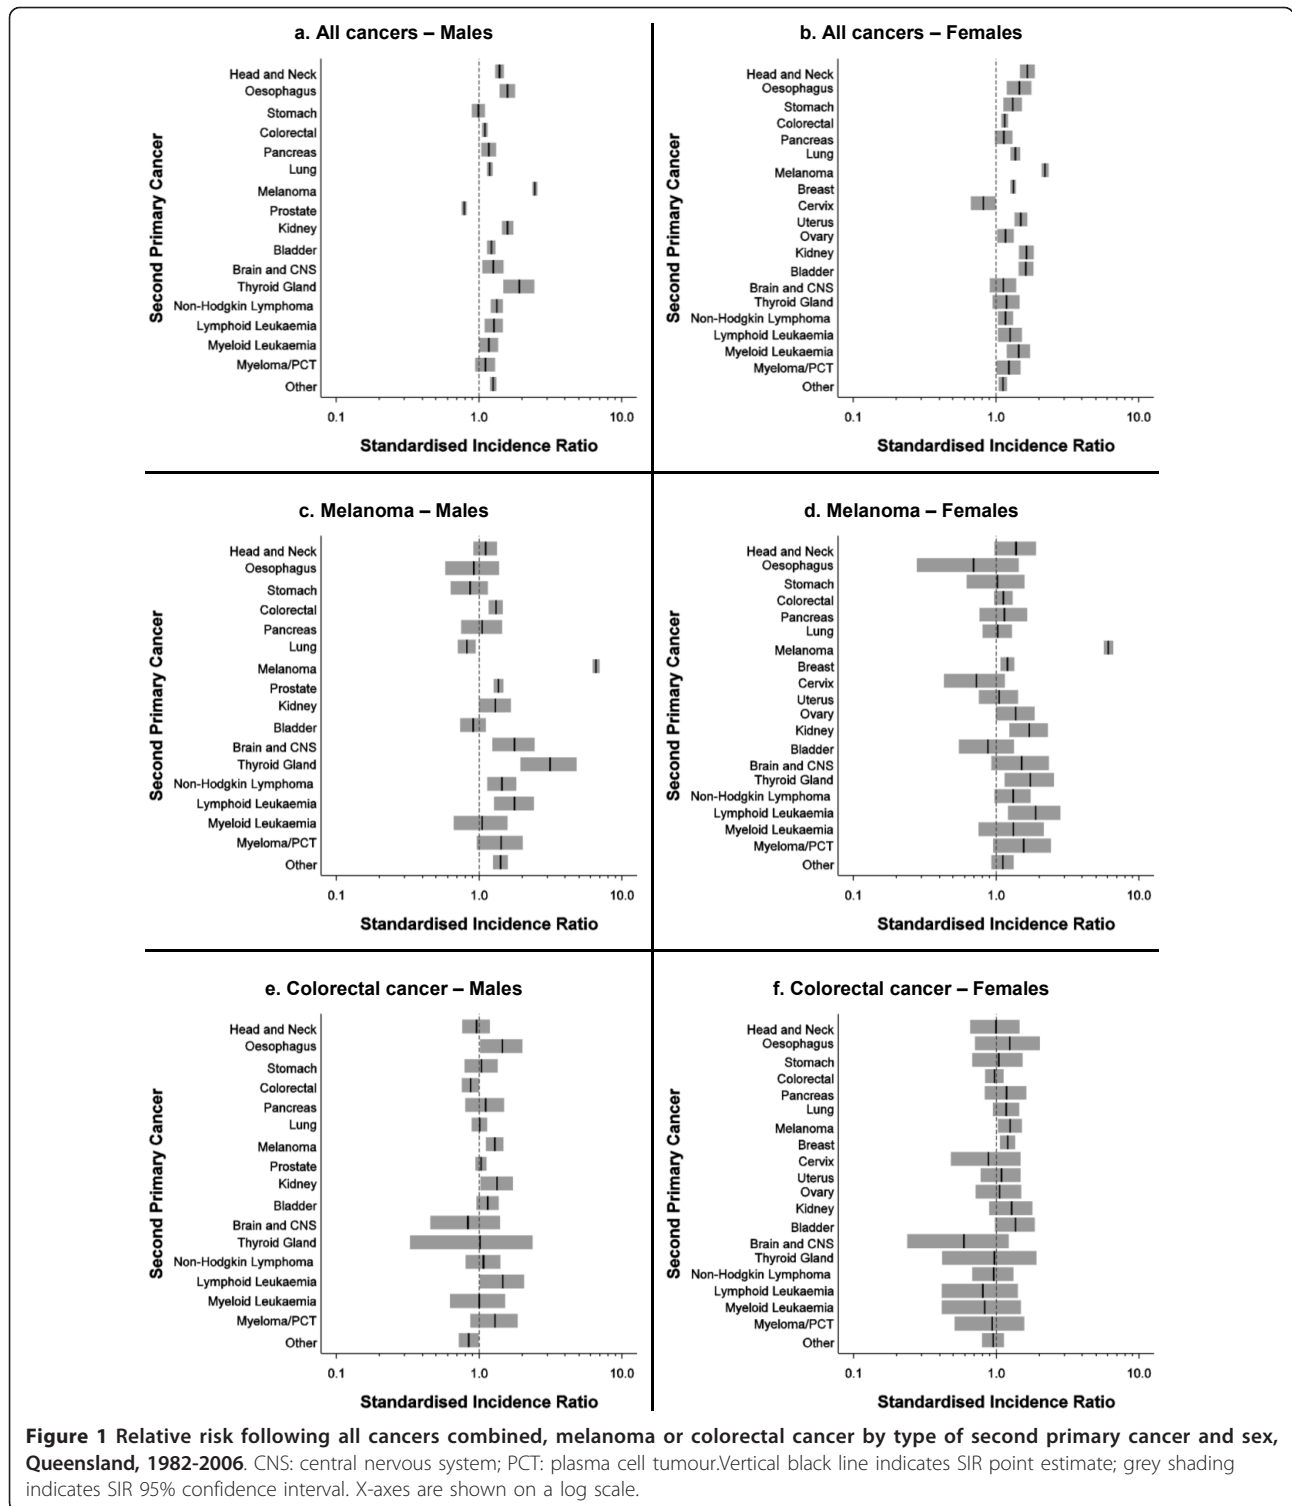 a. All cancers – Males
Second Primary Cancer
Head and Neck
Oesophagus
Stomach
Colorectal
Pancreas
Lung
Melanoma
Prostate
Kidney
Bladder
Brain and CNS
Thyroid Gland
Non-Hodgkin Lymphoma
Lymphoid Leukaemia
Myeloid Leukaemia
Myeloma/PCT
Other
0.1 1.0 10.0
Standardised Incidence Ratio
b. All cancers – Females
Second Primary Cancer
Head and Neck
Oesophagus
Stomach
Colorectal
Pancreas
Lung
Melanoma
Breast
Cervix
Uterus
Ovary
Kidney
Bladder
Brain and CNS
Thyroid Gland
Non-Hodgkin Lymphoma
Lymphoid Leukaemia
Myeloid Leukaemia
Myeloma/PCT
Other
0.1 1.0 10.0
Standardised Incidence Ratio
c. Melanoma – Males
Second Primary Cancer
Head and Neck
Oesophagus
Stomach
Colorectal
Pancreas
Lung
Melanoma
Prostate
Kidney
Bladder
Brain and CNS
Thyroid Gland
Non-Hodgkin Lymphoma
Lymphoid Leukaemia
Myeloid Leukaemia
Myeloma/PCT
Other
0.1 1.0 10.0
Standardised Incidence Ratio
d. Melanoma – Females
Second Primary Cancer
Head and Neck
Oesophagus
Stomach
Colorectal
Pancreas
Lung
Melanoma
Breast
Cervix
Uterus
Ovary
Kidney
Bladder
Brain and CNS
Thyroid Gland
Non-Hodgkin Lymphoma
Lymphoid Leukaemia
Myeloid Leukaemia
Myeloma/PCT
Other
0.1 1.0 10.0
Standardised Incidence Ratio
e. Colorectal cancer – Males
Second Primary Cancer
Head and Neck
Oesophagus
Stomach
Colorectal
Pancreas
Lung
Melanoma
Prostate
Kidney
Bladder
Brain and CNS
Thyroid Gland
Non-Hodgkin Lymphoma
Lymphoid Leukaemia
Myeloid Leukaemia
Myeloma/PCT
Other
0.1 1.0 10.0
Standardised Incidence Ratio
f. Colorectal cancer – Females
Second Primary Cancer
Head and Neck
Oesophagus
Stomach
Colorectal
Pancreas
Lung
Melanoma
Breast
Cervix
Uterus
Ovary
Kidney
Bladder
Brain and CNS
Thyroid Gland
Non-Hodgkin Lymphoma
Lymphoid Leukaemia
Myeloid Leukaemia
Myeloma/PCT
Other
0.1 1.0 10.0
Standardised Incidence Ratio
Figure 1 Relative risk following all cancers combined, melanoma or colorectal cancer by type of second primary cancer and sex,
Queensland, 1982-2006. CNS: central nervous system; PCT: plasma cell tumour.Vertical black line indicates SIR point estimate; grey shading
indicates SIR 95% confidence interval. X-axes are shown on a log scale.